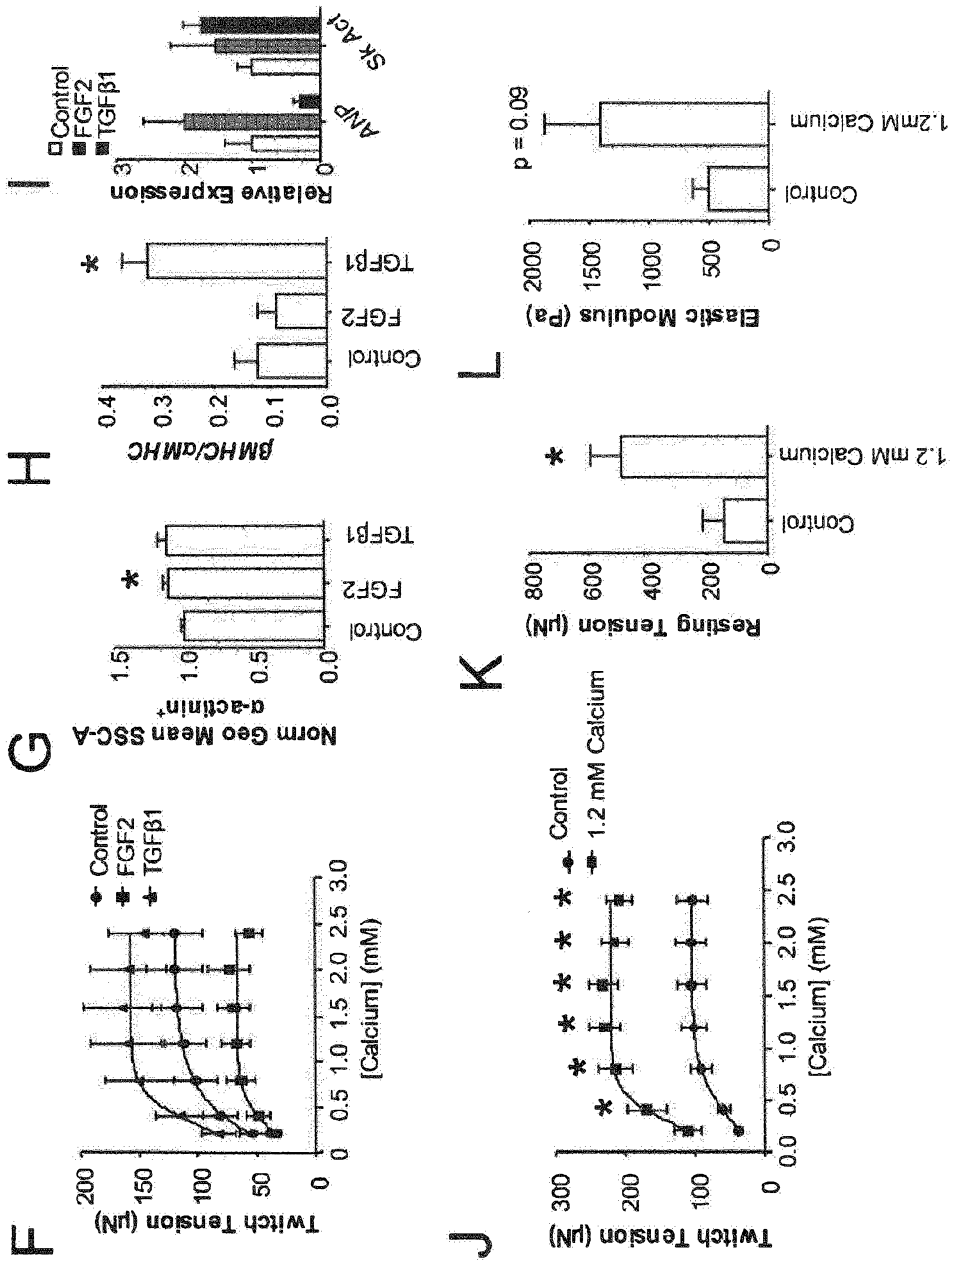 F
Twitch Tension (µN)
200
150
100
50
0
0
0.5
1.0
1.5
2.0
2.5
3.0
[Calcium] (mM)
Control
FGF2
TGFβ1
G
Norm Geo Mean SSC-A
α-actinin+
1.5
1.0
0.5
0.0
*
Control
FGF2
TGFβ1
H
βMHC/αMHC
0.4
0.3
0.2
0.1
0.0
*
Control
FGF2
TGFβ1
I
Relative Expression
3
2
1
0
Control
FGF2
TGFβ1
ANP
Sk Act
J
Twitch Tension (µN)
300
200
100
0
* * * * * *
0.0
0.5
1.0
1.5
2.0
2.5
3.0
[Calcium] (mM)
Control
1.2 mM Calcium
K
Resting Tension (µN)
800
600
400
200
0
*
Control
1.2 mM Calcium
L
Elastic Modulus (Pa)
2000
1500
1000
500
0
p = 0.09
Control
1.2mM Calcium